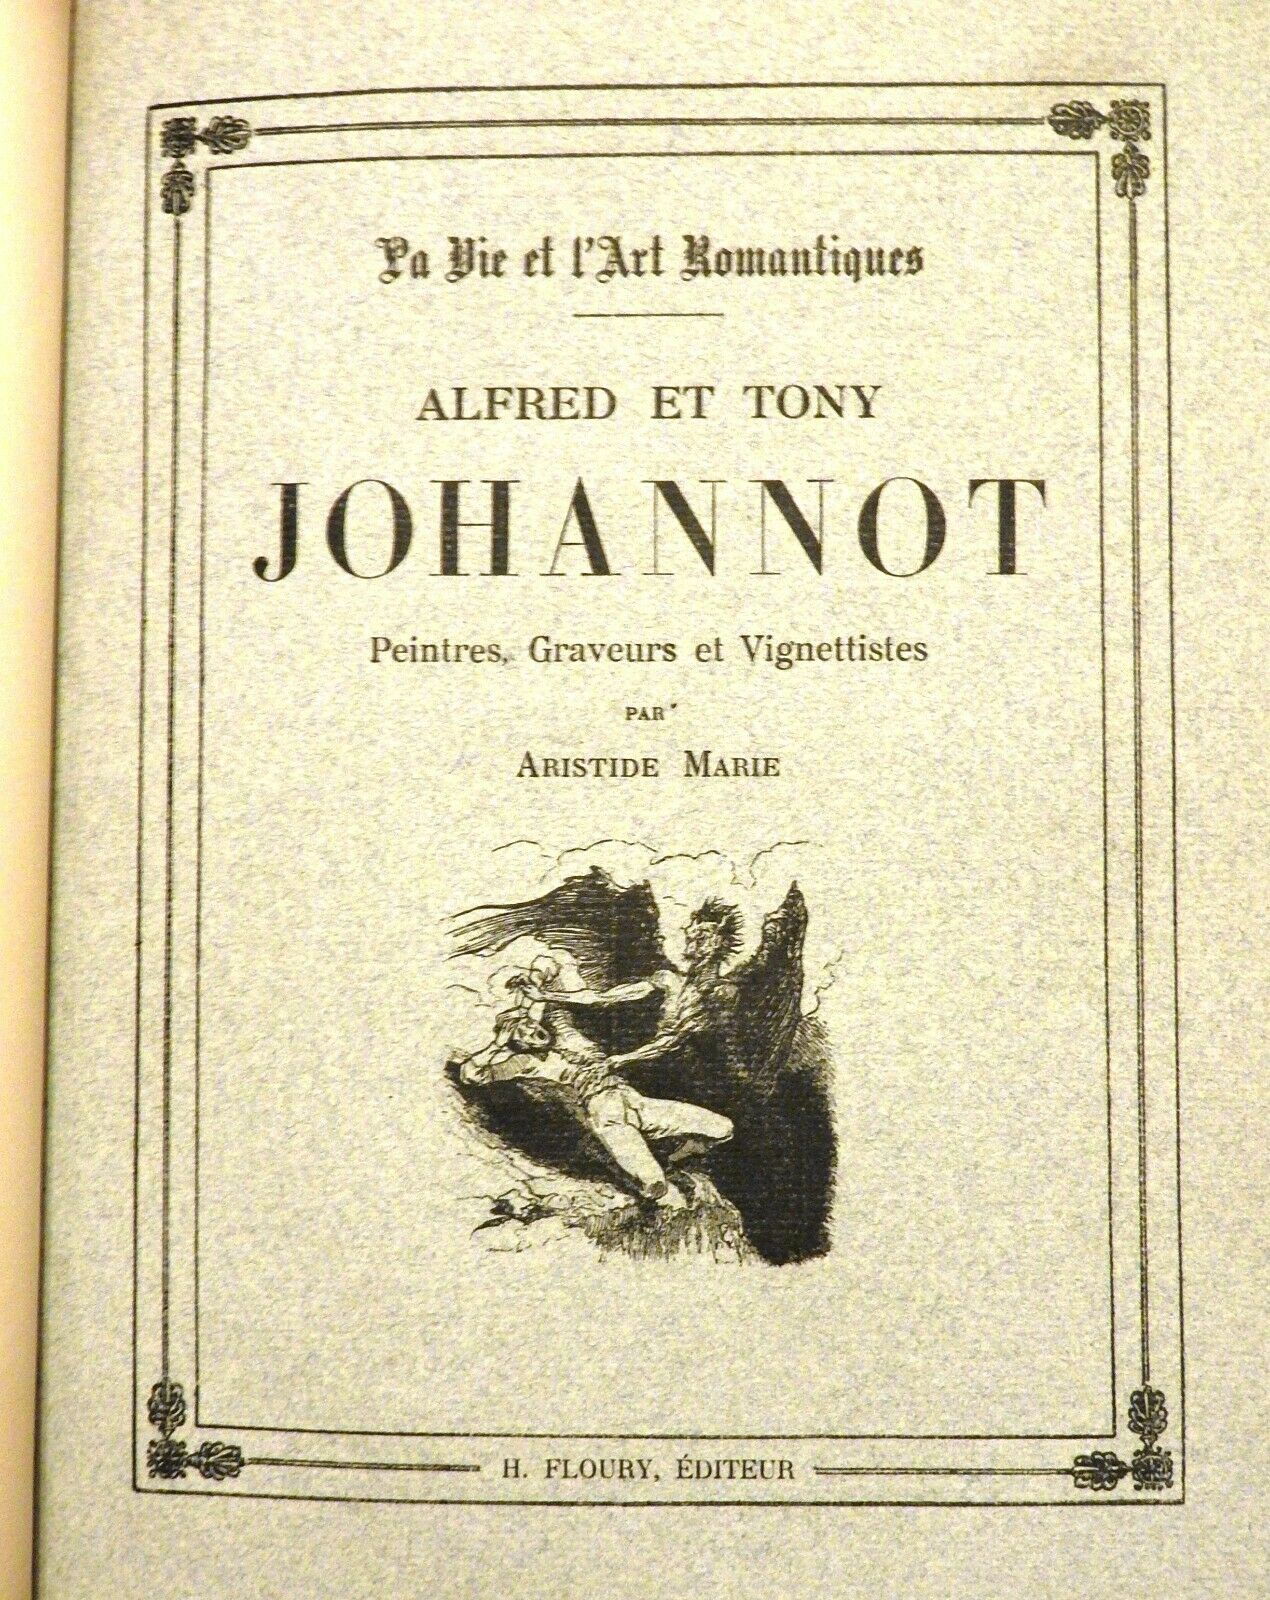 La Vie et l'Art Romantiques
ALFRED ET TONY
JOHANNOT
Peintres, Graveurs et Vignettistes
PAR
ARISTIDE MARIE
H. FLOURY, ÉDITEUR